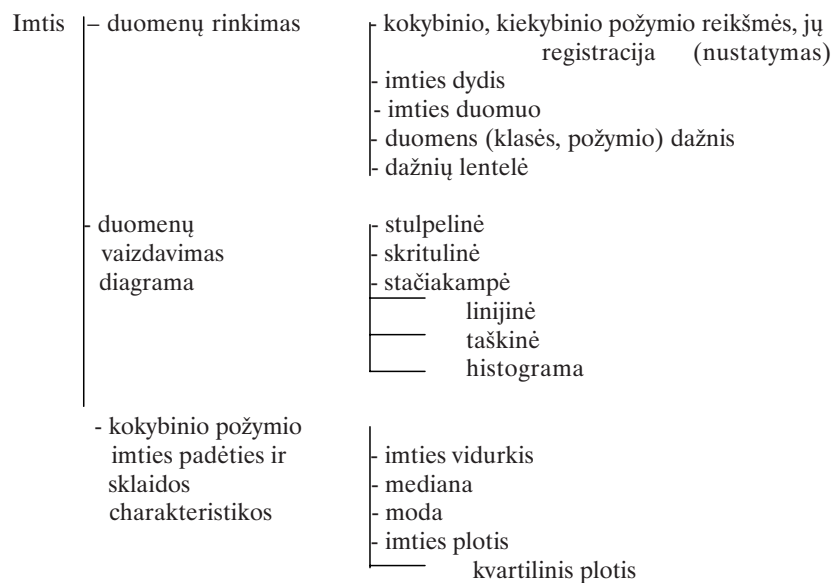 Imtis – duomenų rinkimas - kokybinio, kiekybinio požymio reikšmės, jų
registracija (nustatymas)
- imties dydis
- imties duomuo
- duomens (klasės, požymio) dažnis
- dažnių lentelė
- duomenų - stulpelinė
vaizdavimas - skritulinė
diagrama - stačiakampė
linijinė
taškinė
histograma
- kokybinio požymio
imties padėties ir - imties vidurkis
sklaidos - mediana
charakteristikos - moda
- imties plotis
kvartilinis plotis